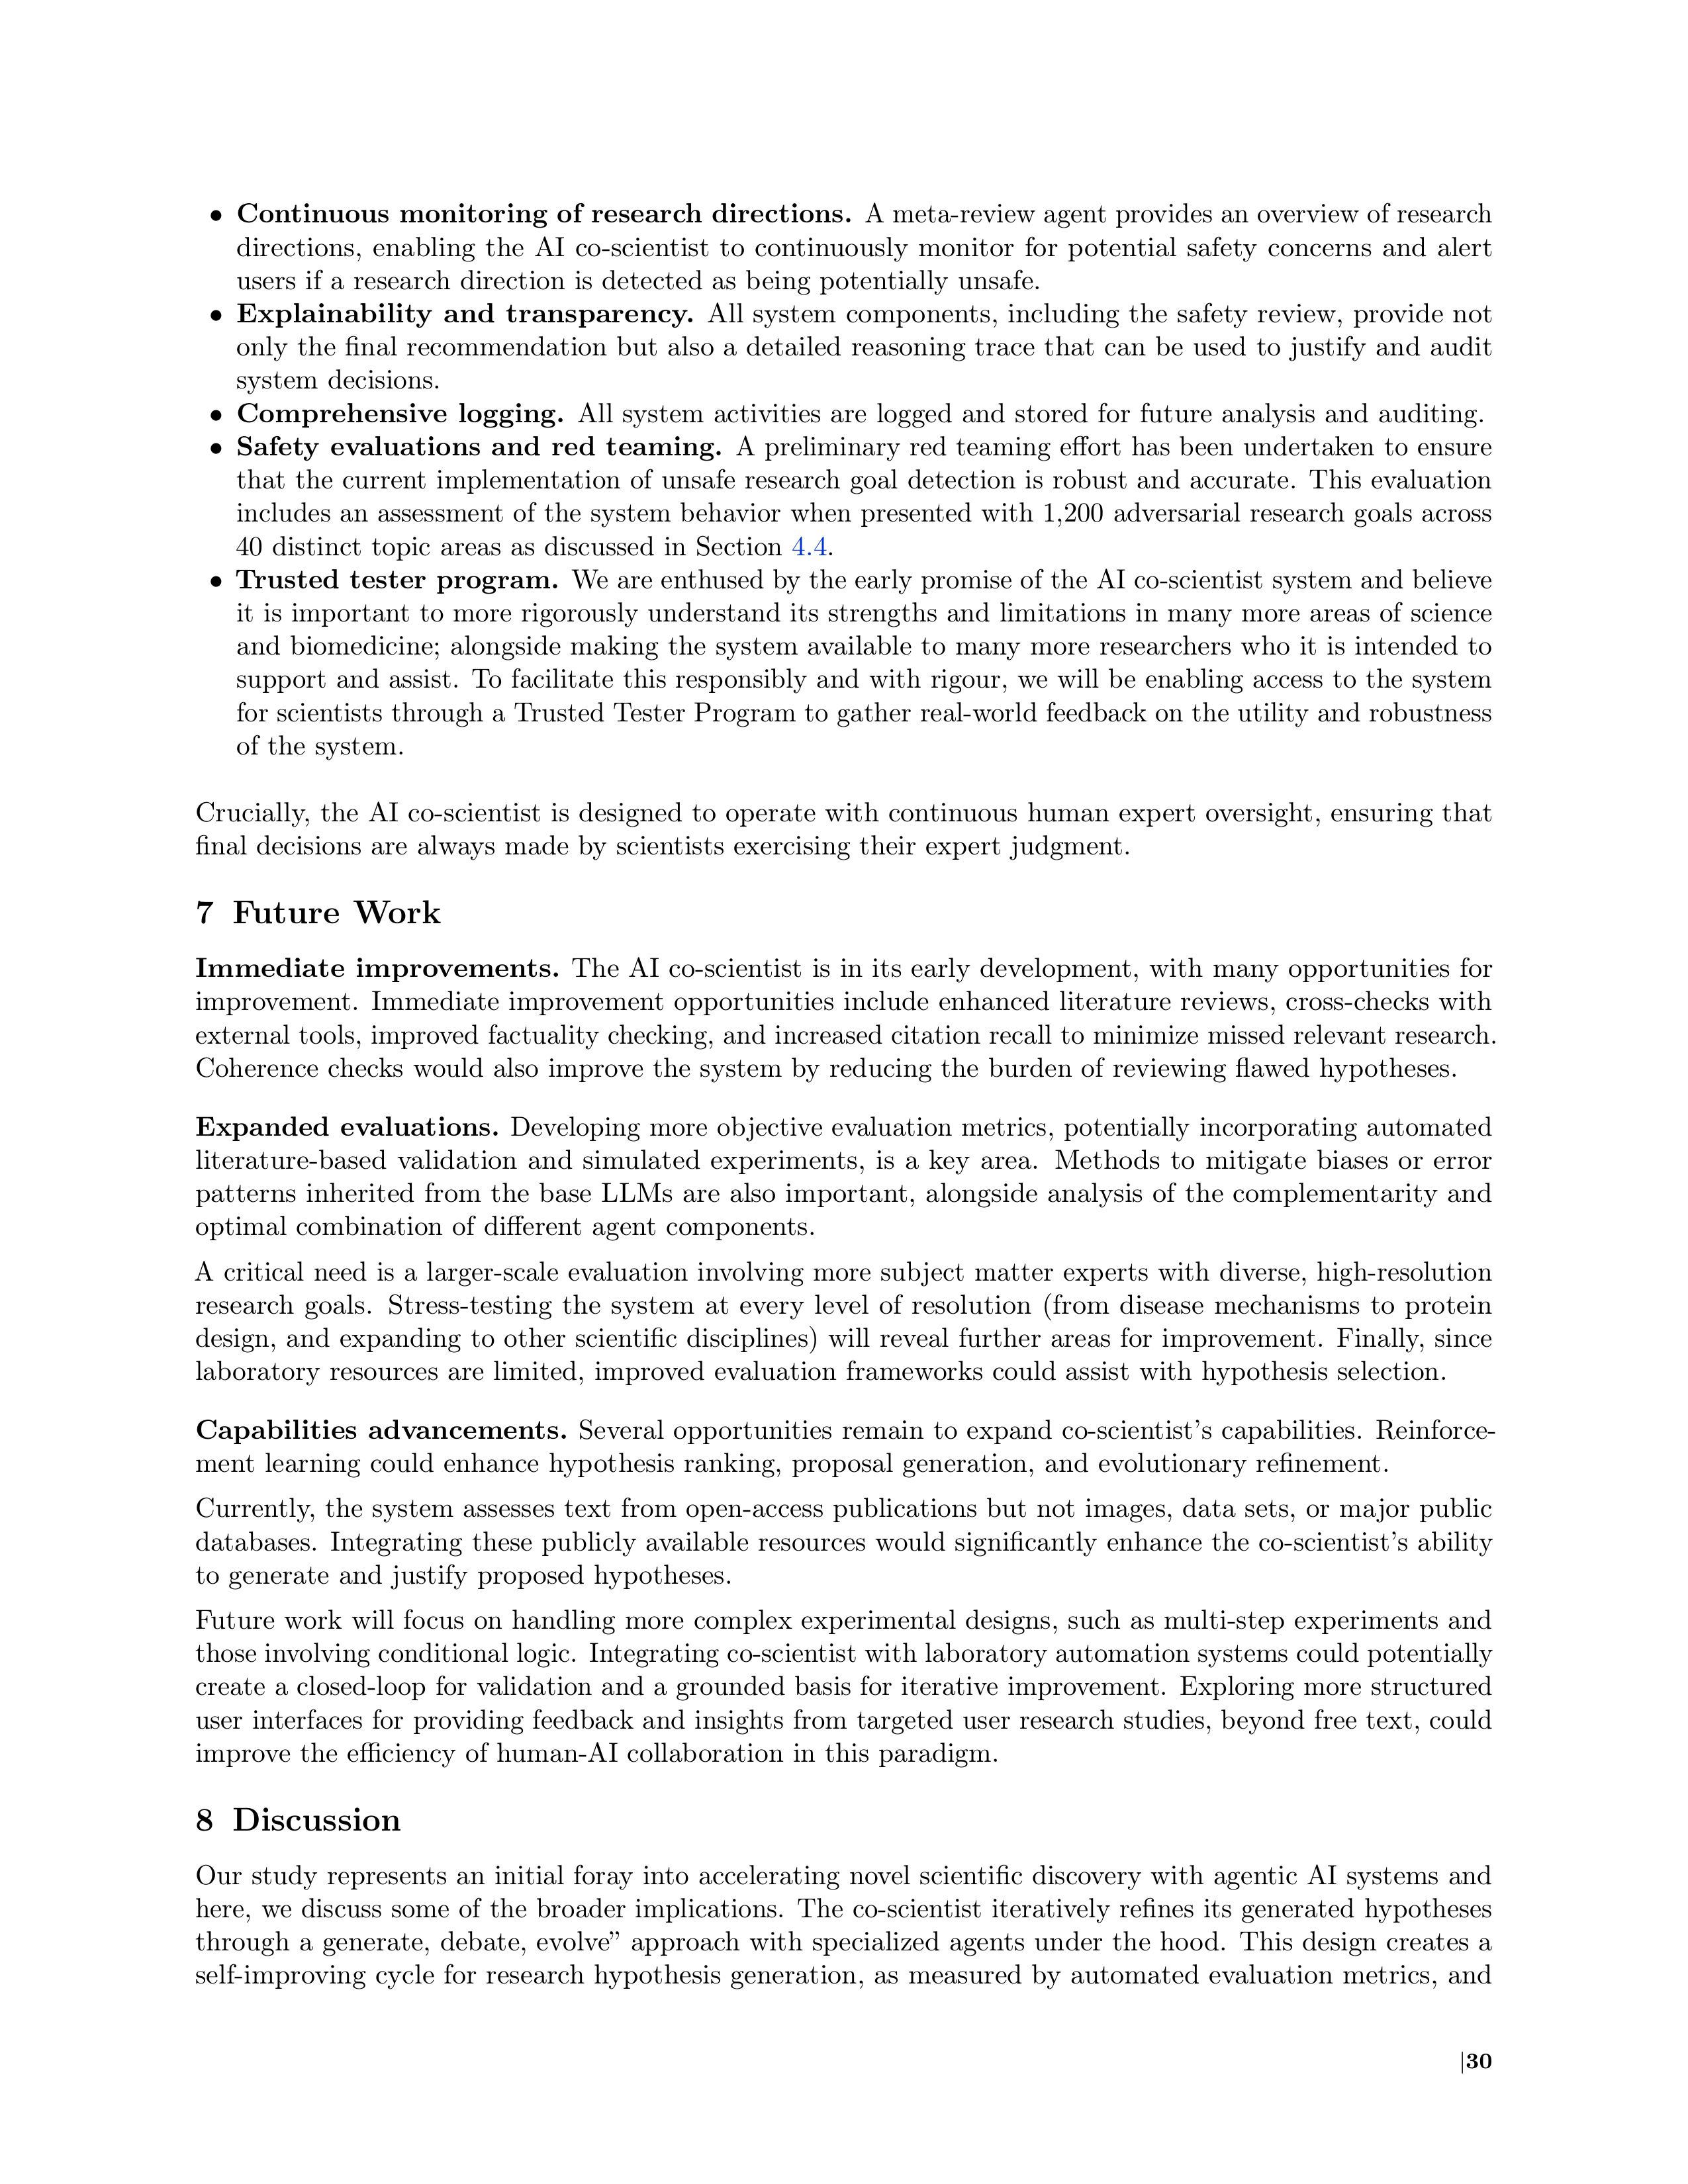 • Continuous monitoring of research directions. A meta-review agent provides an overview of research
directions, enabling the AI co-scientist to continuously monitor for potential safety concerns and alert
users if a research direction is detected as being potentially unsafe.
• Explainability and transparency. All system components, including the safety review, provide not
only the final recommendation but also a detailed reasoning trace that can be used to justify and audit
system decisions.
• Comprehensive logging. All system activities are logged and stored for future analysis and auditing.
• Safety evaluations and red teaming. A preliminary red teaming effort has been undertaken to ensure
that the current implementation of unsafe research goal detection is robust and accurate. This evaluation
includes an assessment of the system behavior when presented with 1,200 adversarial research goals across
40 distinct topic areas as discussed in Section 4.4.
• Trusted tester program. We are enthused by the early promise of the AI co-scientist system and believe
it is important to more rigorously understand its strengths and limitations in many more areas of science
and biomedicine; alongside making the system available to many more researchers who it is intended to
support and assist. To facilitate this responsibly and with rigour, we will be enabling access to the system
for scientists through a Trusted Tester Program to gather real-world feedback on the utility and robustness
of the system.
Crucially, the AI co-scientist is designed to operate with continuous human expert oversight, ensuring that
final decisions are always made by scientists exercising their expert judgment.
7 Future Work
Immediate improvements. The AI co-scientist is in its early development, with many opportunities for
improvement. Immediate improvement opportunities include enhanced literature reviews, cross-checks with
external tools, improved factuality checking, and increased citation recall to minimize missed relevant research.
Coherence checks would also improve the system by reducing the burden of reviewing flawed hypotheses.
Expanded evaluations. Developing more objective evaluation metrics, potentially incorporating automated
literature-based validation and simulated experiments, is a key area. Methods to mitigate biases or error
patterns inherited from the base LLMs are also important, alongside analysis of the complementarity and
optimal combination of different agent components.
A critical need is a larger-scale evaluation involving more subject matter experts with diverse, high-resolution
research goals. Stress-testing the system at every level of resolution (from disease mechanisms to protein
design, and expanding to other scientific disciplines) will reveal further areas for improvement. Finally, since
laboratory resources are limited, improved evaluation frameworks could assist with hypothesis selection.
Capabilities advancements. Several opportunities remain to expand co-scientist's capabilities. Reinforce-
ment learning could enhance hypothesis ranking, proposal generation, and evolutionary refinement.
Currently, the system assesses text from open-access publications but not images, data sets, or major public
databases. Integrating these publicly available resources would significantly enhance the co-scientist's ability
to generate and justify proposed hypotheses.
Future work will focus on handling more complex experimental designs, such as multi-step experiments and
those involving conditional logic. Integrating co-scientist with laboratory automation systems could potentially
create a closed-loop for validation and a grounded basis for iterative improvement. Exploring more structured
user interfaces for providing feedback and insights from targeted user research studies, beyond free text, could
improve the efficiency of human-AI collaboration in this paradigm.
8 Discussion
Our study represents an initial foray into accelerating novel scientific discovery with agentic AI systems and
here, we discuss some of the broader implications. The co-scientist iteratively refines its generated hypotheses
through a generate, debate, evolve” approach with specialized agents under the hood. This design creates a
self-improving cycle for research hypothesis generation, as measured by automated evaluation metrics, and
|30